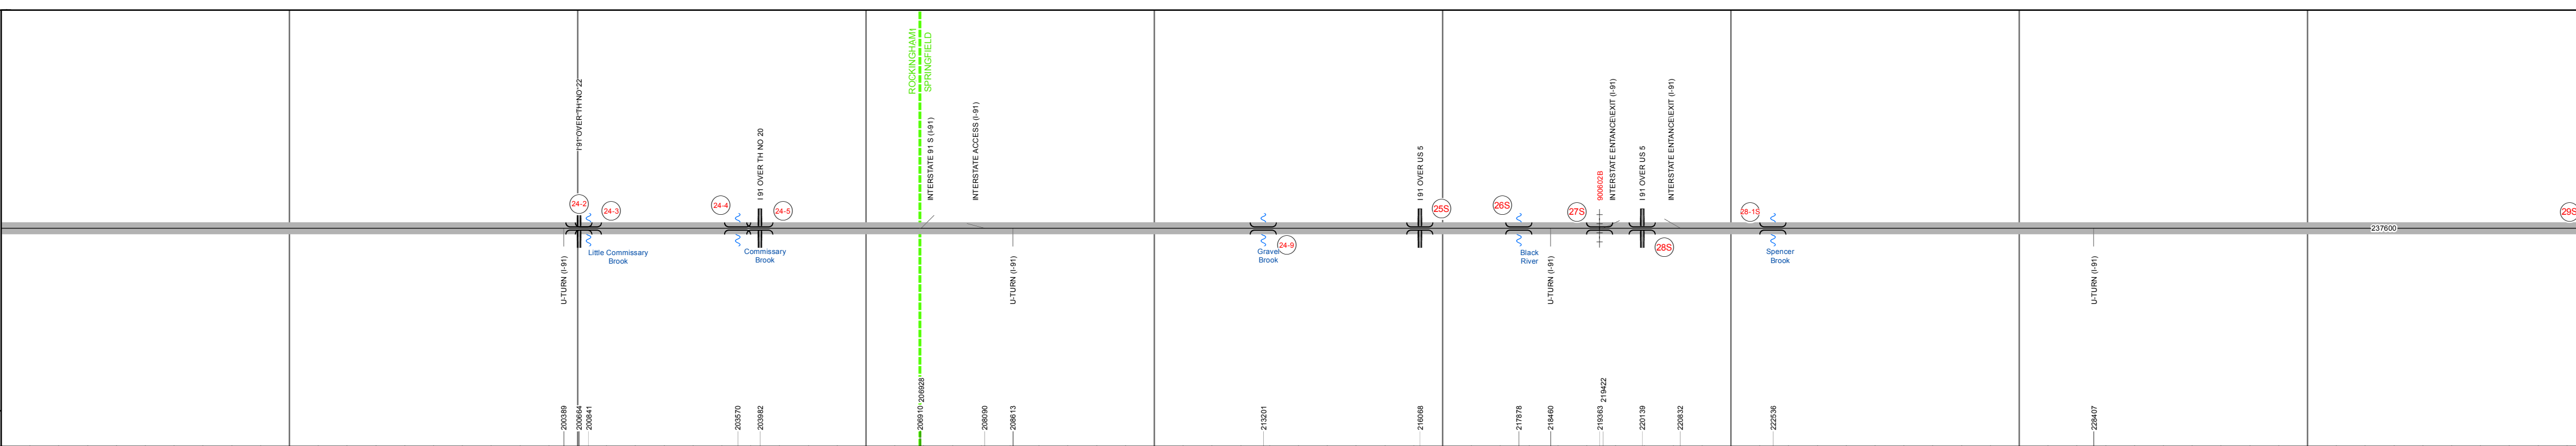 ROCKINGHAM1
SPRINGFIELD
I 91 OVER TH NO 22
I 91 OVER TH NO 20
INTERSTATE 91 S (I-91)
INTERSTATE ACCESS (I-91)
I 91 OVER US 5
900602B
INTERSTATE ENTANCE\EXIT (I-91)
I 91 OVER US 5
INTERSTATE ENTANCE\EXIT (I-91)
24-2
24-3
24-4
24-5
25S
26S
27S
28-1S
29S
237600
24-9
28S
Little Commissary
Brook
Commissary
Brook
Gravel
Brook
Black
River
Spencer
Brook
U-TURN (I-91)
U-TURN (I-91)
U-TURN (I-91)
U-TURN (I-91)
200389
200664
200841
203570
203982
206910
206928
208090
208613
213201
216068
217878
218460
219363
219422
220139
220832
222536
228407